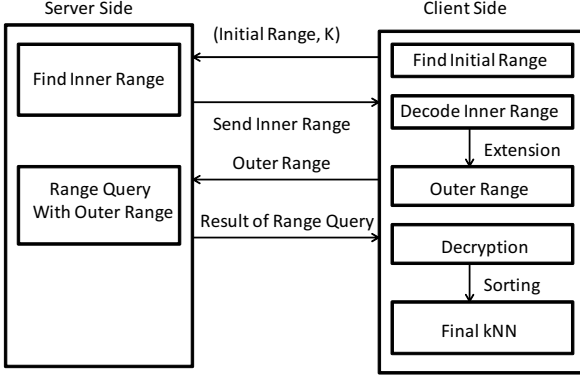 Server Side
Client Side
(Initial Range, K)
Find Inner Range
Find Initial Range
Send Inner Range
Decode Inner Range
Extension
Outer Range
Range Query
With Outer Range
Outer Range
Result of Range Query
Decryption
Sorting
Final kNN